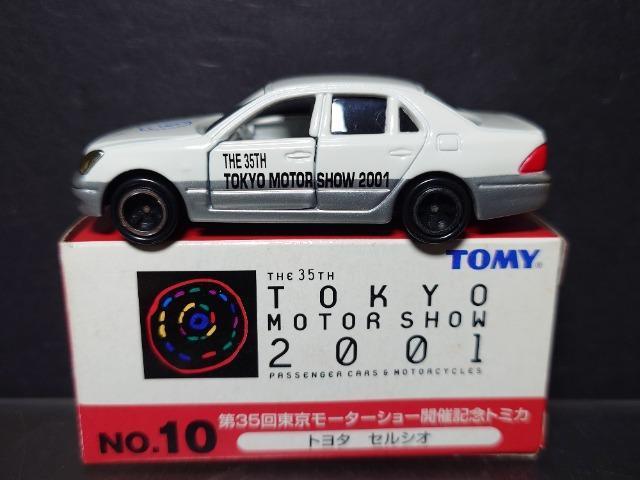 THE 35TH
TOKYO MOTOR SHOW 2001
TOMY
THE 35TH
TOKYO
MOTOR SHOW
2001
PASSENGER CARS & MOTORCYCLES
第35回東京モーターショー開催記念トミカ
NO.10
トヨタ セルシオ